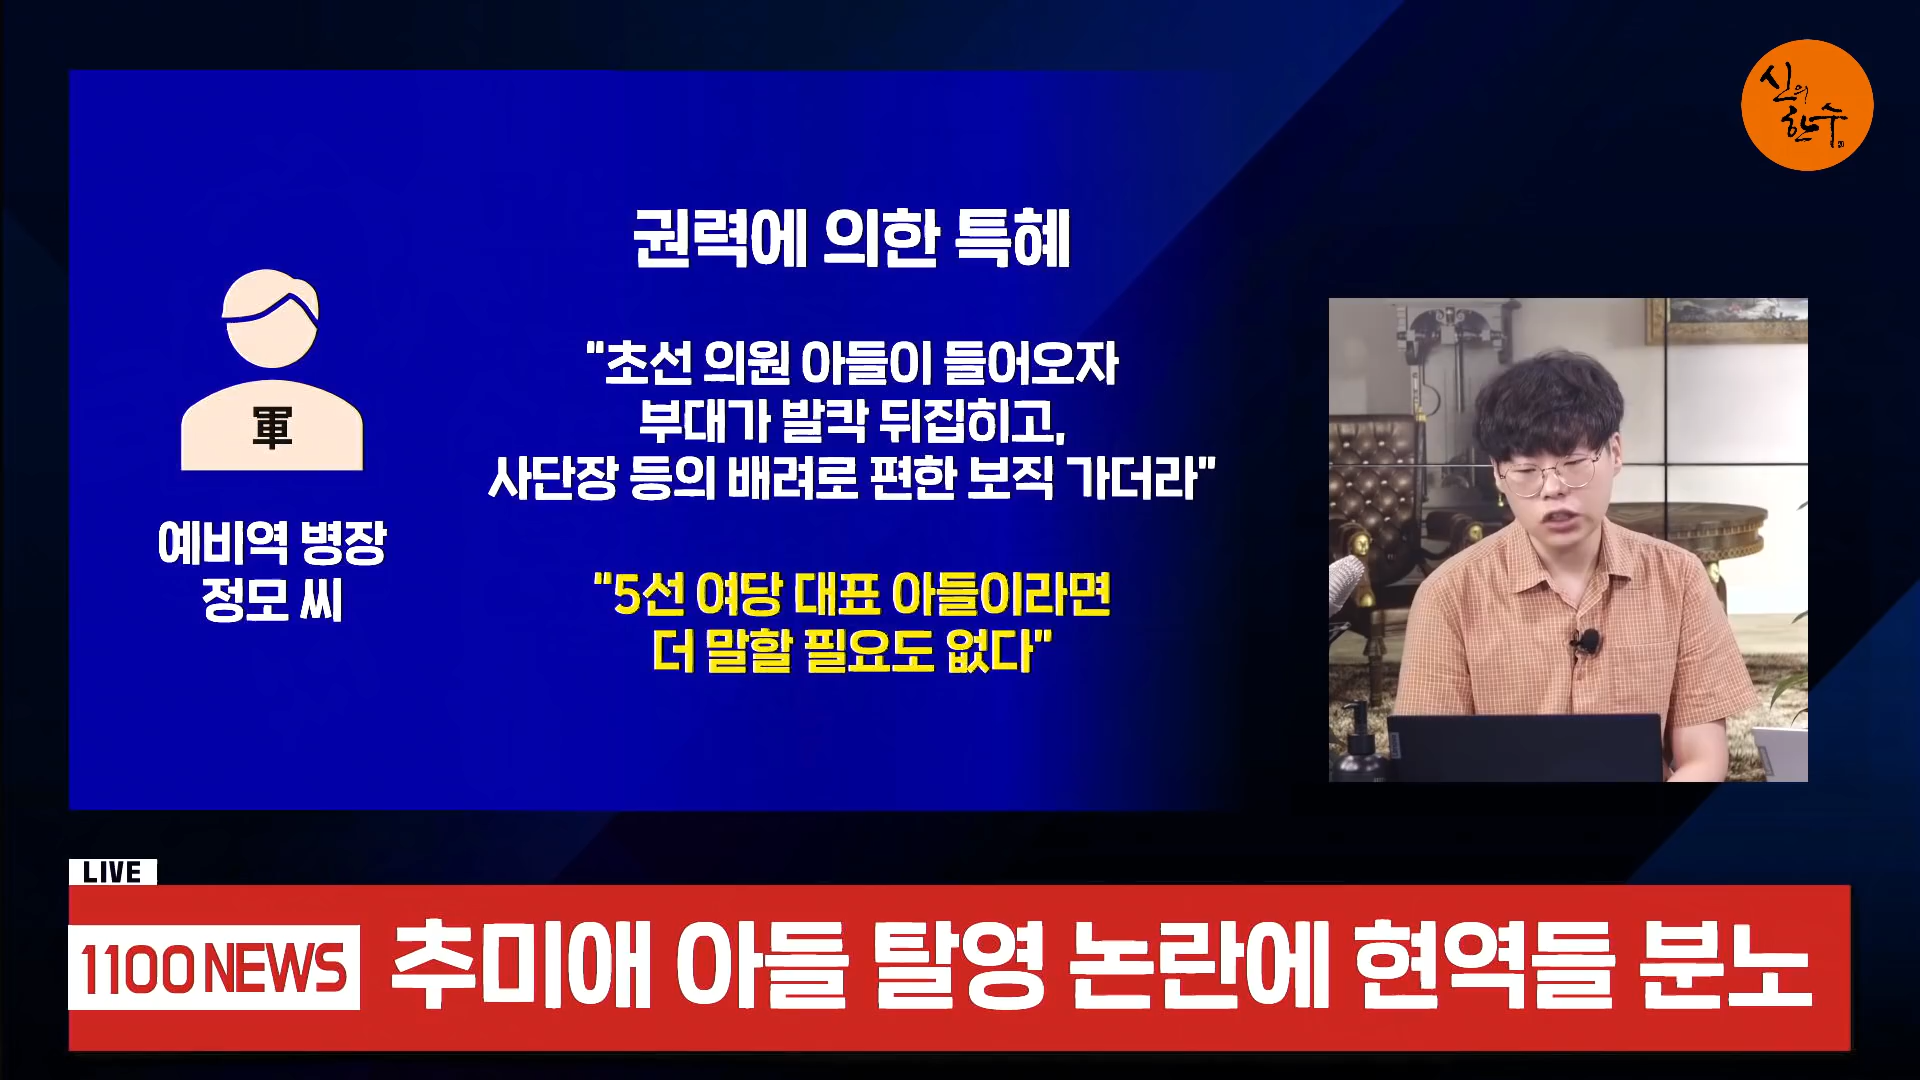 신의
한수
권력에 의한 특혜
"초선 의원 아들이 들어오자
부대가 발칵 뒤집히고,
사단장 등의 배려로 편한 보직 가더라"
"5선 여당 대표 아들이라면
더 말할 필요도 없다"
軍
예비역 병장
정모 씨
LIVE
1100 NEWS
추미애 아들 탈영 논란에 현역들 분노